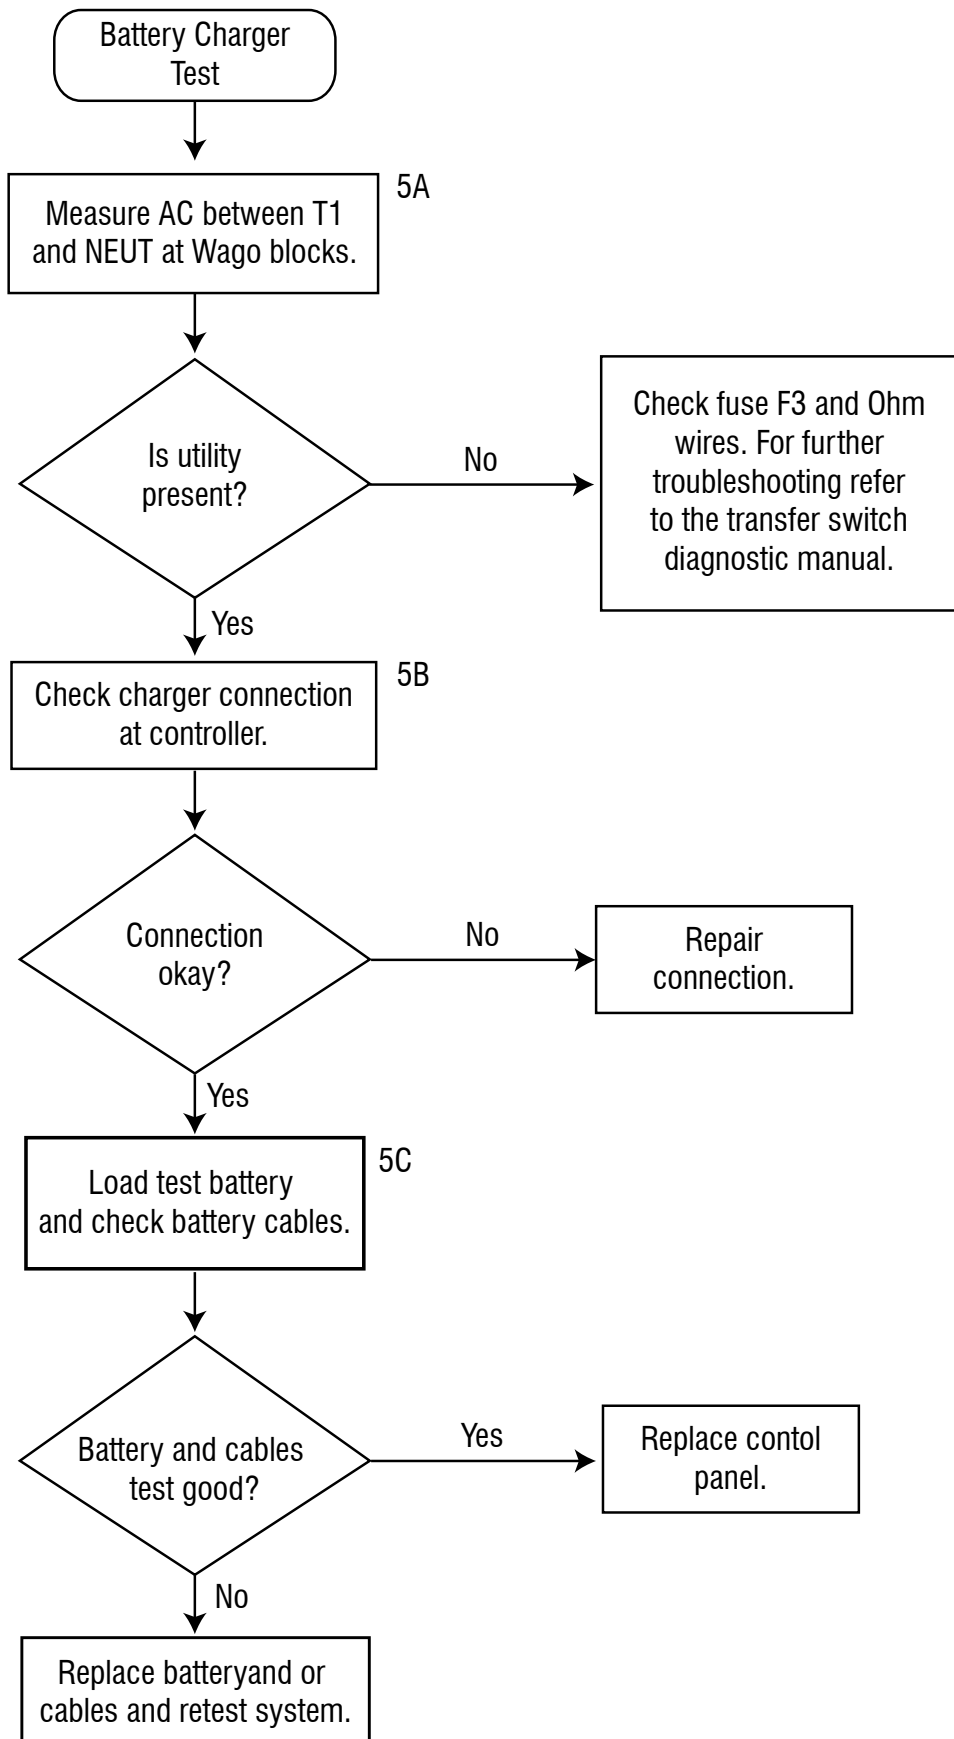 Battery Charger
Test
5A
Measure AC between T1
and NEUT at Wago blocks.
Is utility
present?
No
Check fuse F3 and Ohm
wires. For further
troubleshooting refer
to the transfer switch
diagnostic manual.
Yes
5B
Check charger connection
at controller.
Connection
okay?
No
Repair
connection.
Yes
5C
Load test battery
and check battery cables.
Battery and cables
test good?
Yes
Replace contol
panel.
No
Replace batteryand or
cables and retest system.